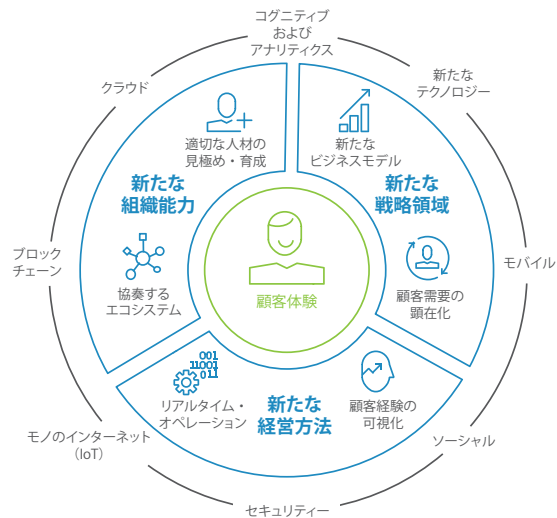 コグニティブ
および
アナリティクス
新たな
テクノロジー
モバイル
ソーシャル
セキュリティー
モノのインターネット
（IoT）
ブロック
チェーン
クラウド
適切な人材の
見極め・育成
新たな
組織能力
協奏する
エコシステム
新たな
ビジネスモデル
新たな
戦略領域
顧客需要の
顕在化
顧客体験
001
11001
011
リアルタイム・
オペレーション
新たな
経営方法
顧客経験の
可視化